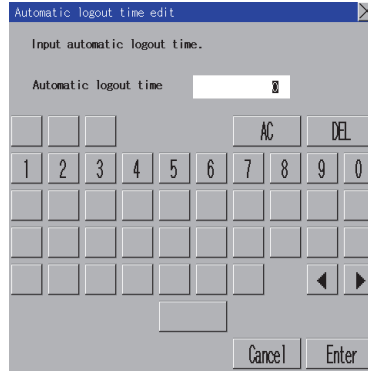 Automatic logout time edit
Input automatic logout time.
Automatic logout time 0
AC DEL
1 2 3 4 5 6 7 8 9 0
Cancel Enter